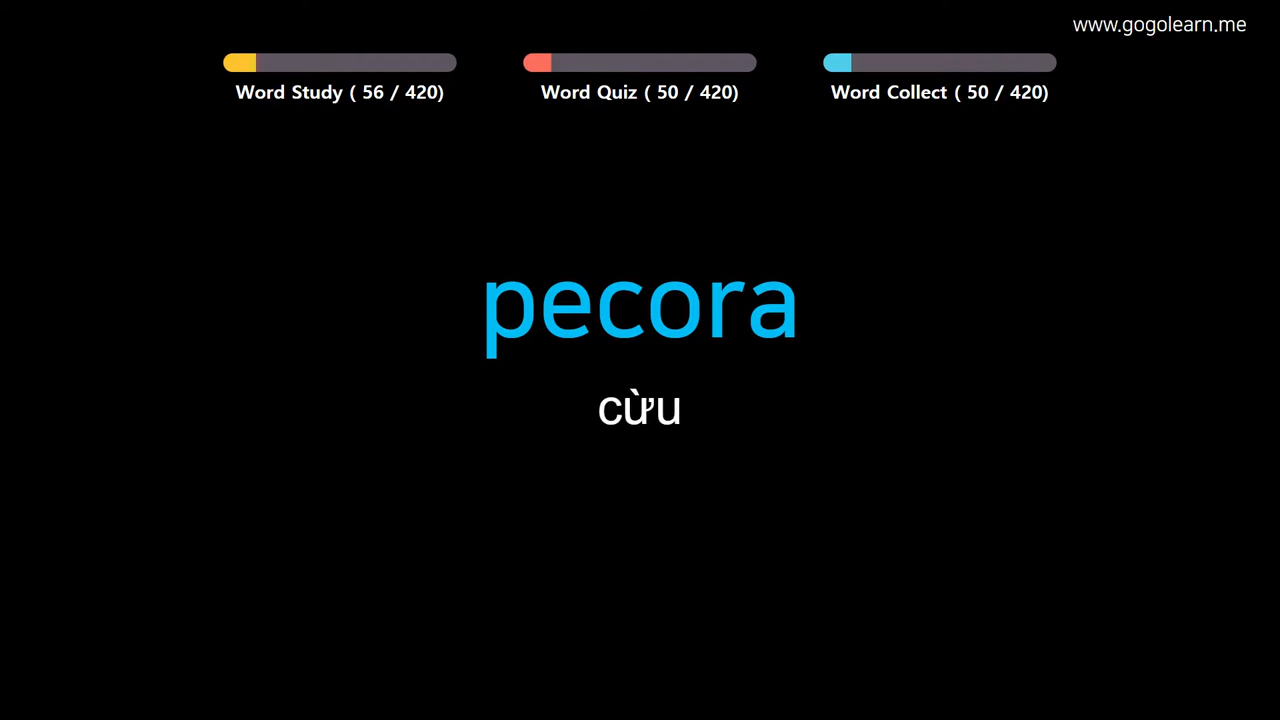 www.gogolearn.me
Word Study ( 56 / 420)
Word Quiz ( 50 / 420)
Word Collect ( 50 / 420)
pecora
cừu